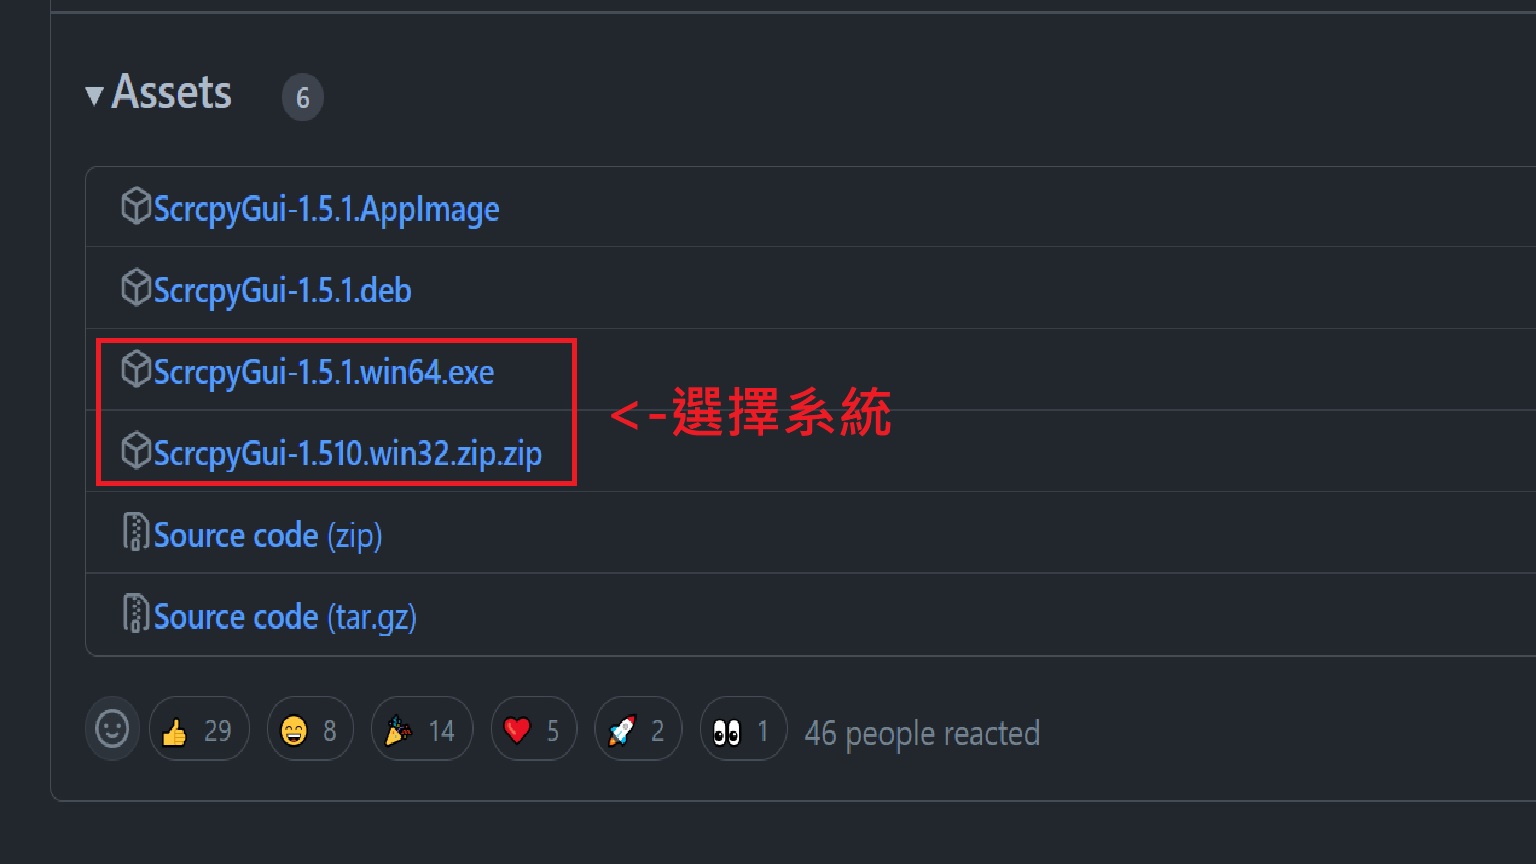 ▾ Assets 6
ScrcpyGui-1.5.1.AppImage
ScrcpyGui-1.5.1.deb
ScrcpyGui-1.5.1.win64.exe
<-選擇系統
ScrcpyGui-1.510.win32.zip.zip
Source code (zip)
Source code (tar.gz)
29 8 14 5 2 1 46 people reacted